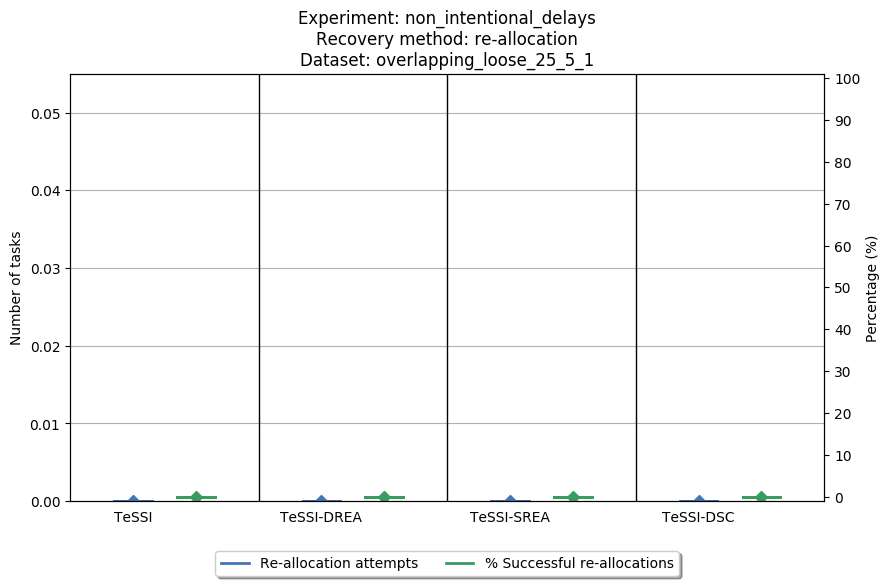 Experiment: non_intentional_delays
Recovery method: re-allocation
Dataset: overlapping_loose_25_5_1
Number of tasks
0.05
0.04
0.03
0.02
0.01
0.00
100
90
80
70
60
50
40
30
20
10
0
Percentage (%)
TeSSI TeSSI-DREA TeSSI-SREA TeSSI-DSC
Re-allocation attempts % Successful re-allocations